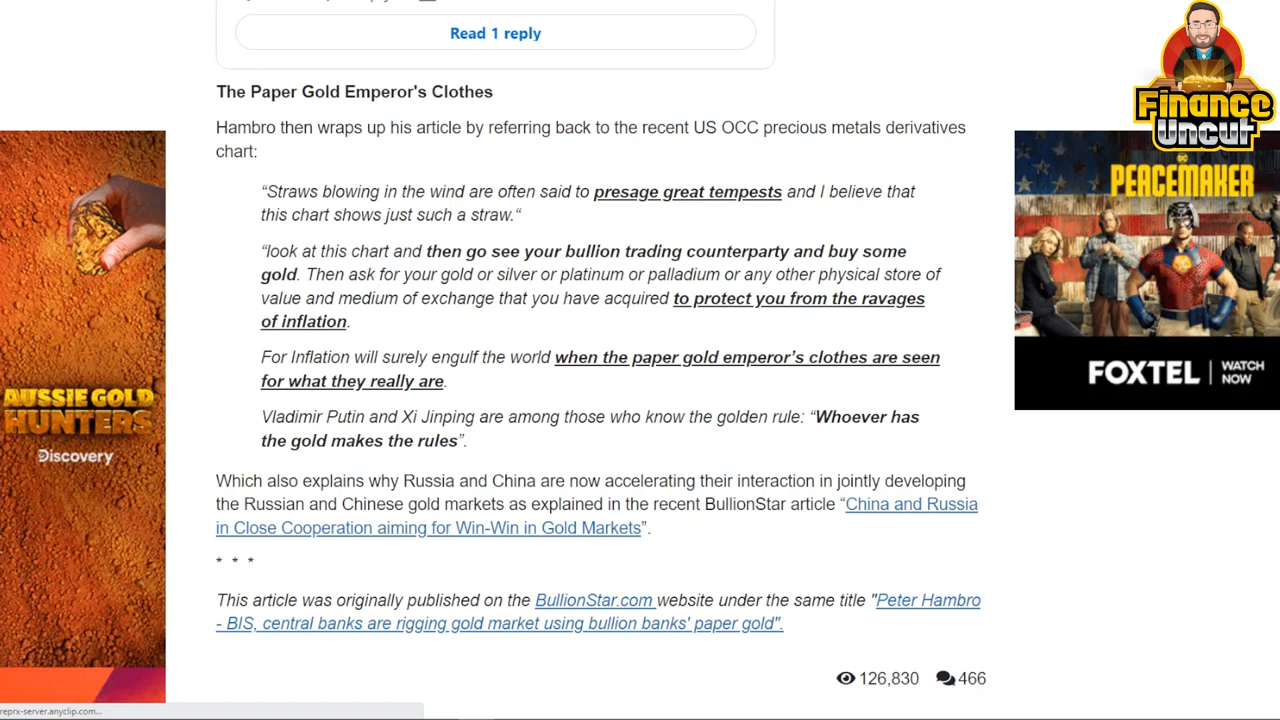 Read 1 reply
The Paper Gold Emperor's Clothes
Hambro then wraps up his article by referring back to the recent US OCC precious metals derivatives
chart:
“Straws blowing in the wind are often said to presage great tempests and I believe that
this chart shows just such a straw.“
“look at this chart and then go see your bullion trading counterparty and buy some
gold. Then ask for your gold or silver or platinum or palladium or any other physical store of
value and medium of exchange that you have acquired to protect you from the ravages
of inflation.
For Inflation will surely engulf the world when the paper gold emperor’s clothes are seen
for what they really are.
Vladimir Putin and Xi Jinping are among those who know the golden rule: “Whoever has
the gold makes the rules”.
Which also explains why Russia and China are now accelerating their interaction in jointly developing
the Russian and Chinese gold markets as explained in the recent BullionStar article “China and Russia
in Close Cooperation aiming for Win-Win in Gold Markets”.
* * *
This article was originally published on the BullionStar.com website under the same title "Peter Hambro
- BIS, central banks are rigging gold market using bullion banks' paper gold".
126,830 466
AUSSIE GOLD
HUNTERS
Discovery
Finance
Uncut
DC
PEACEMAKER
FOXTEL
WATCH
NOW
reprx-server.anyclip.com...